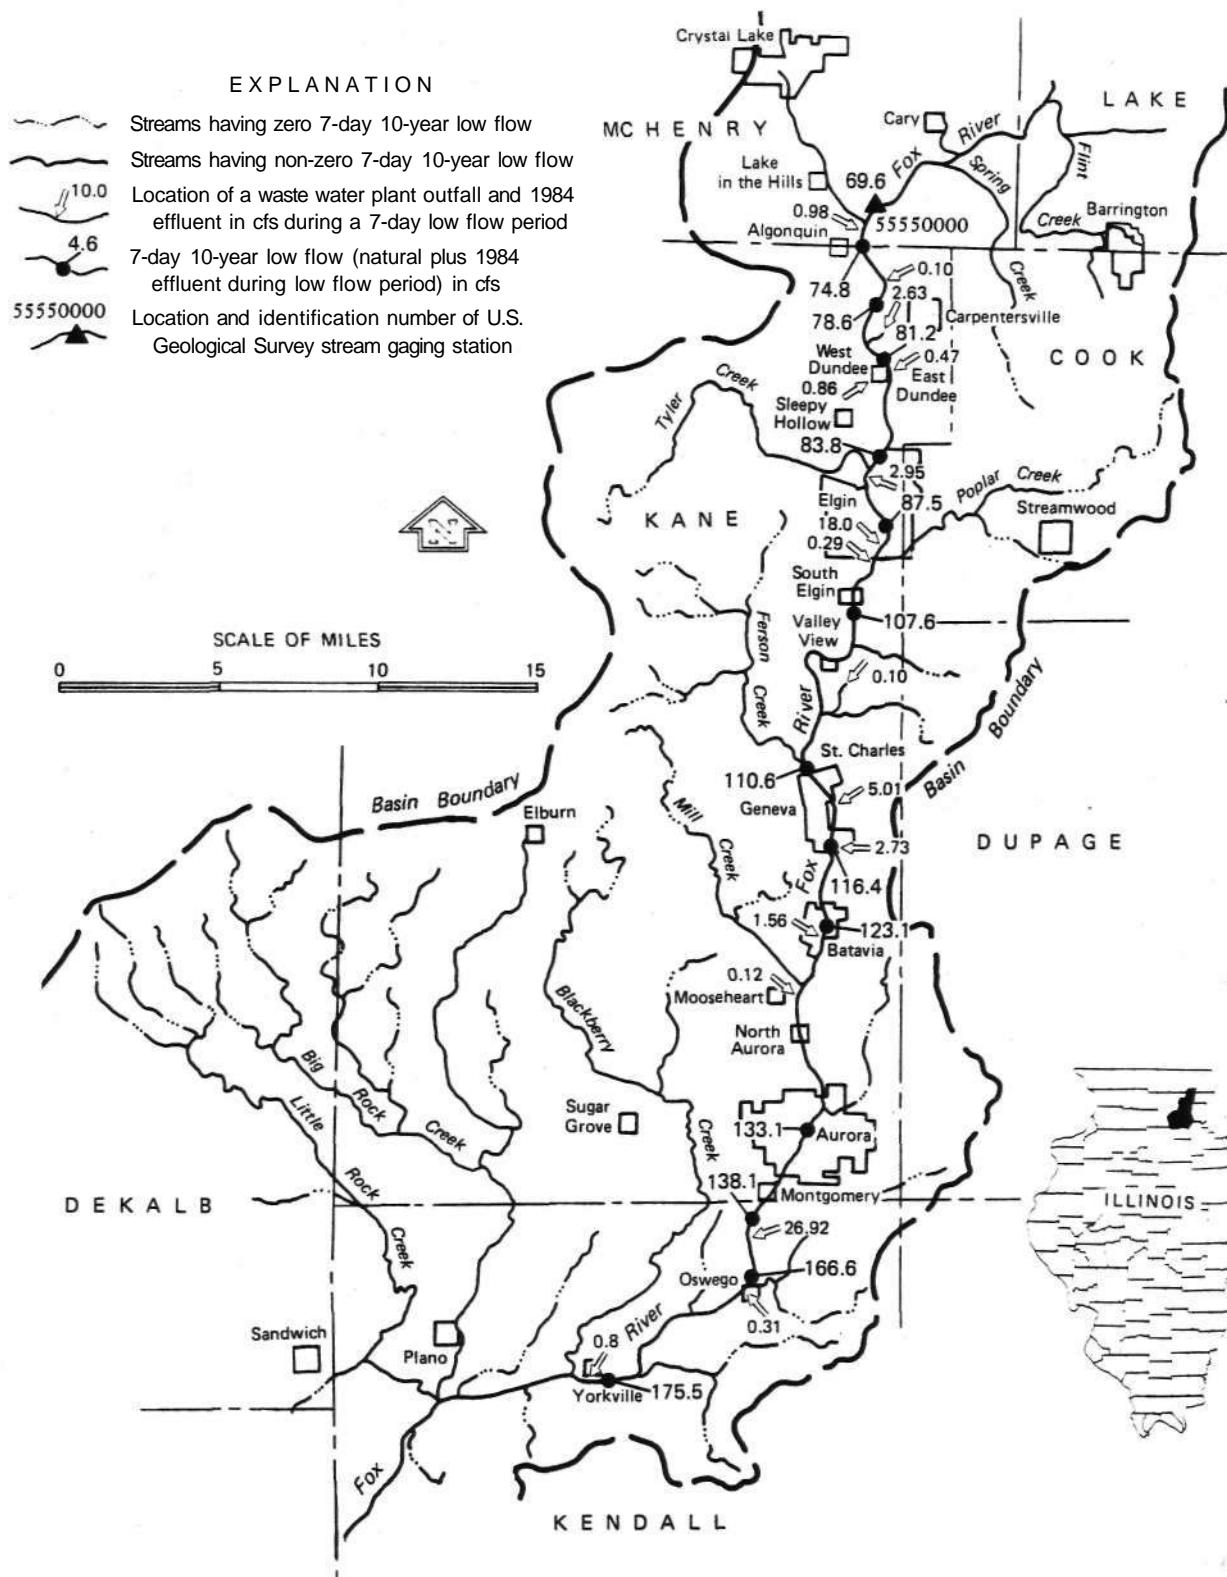 EXPLANATION
Streams having zero 7-day 10-year low flow
Streams having non-zero 7-day 10-year low flow
10.0
Location of a waste water plant outfall and 1984
effluent in cfs during a 7-day low flow period
4.6
7-day 10-year low flow (natural plus 1984
effluent during low flow period) in cfs
55550000
Location and identification number of U.S.
Geological Survey stream gaging station
Crystal Lake
MC HENRY
LAKE
Cary
Fox
River
Spring
Creek
Flint
Creek
Lake
in the Hills
69.6
Barrington
0.98
55550000
Algonquin
0.10
74.8
2.63
78.6
Carpentersville
81.2
COOK
West
Dundee
0.47
East
Dundee
0.86
Sleepy
Hollow
Tyler
Creek
83.8
2.95
Elgin
87.5
Poplar
Creek
Streamwood
KANE
N
18.0
0.29
South
Elgin
Valley
View
107.6
SCALE OF MILES
0
5
10
15
Ferson
Creek
0.10
River
Basin
Boundary
St. Charles
110.6
5.01
Geneva
Basin Boundary
Elburn
Mill
Creek
2.73
DUPAGE
Fox
116.4
1.56
123.1
Batavia
0.12
Mooseheart
North
Aurora
Blackberry
Creek
Big
Rock
Creek
Little
Rock
Creek
Sugar
Grove
133.1
Aurora
138.1
Montgomery
DEKALB
ILLINOIS
26.92
166.6
Oswego
River
0.31
Sandwich
Plano
0.8
Yorkville
175.5
Fox
KENDALL